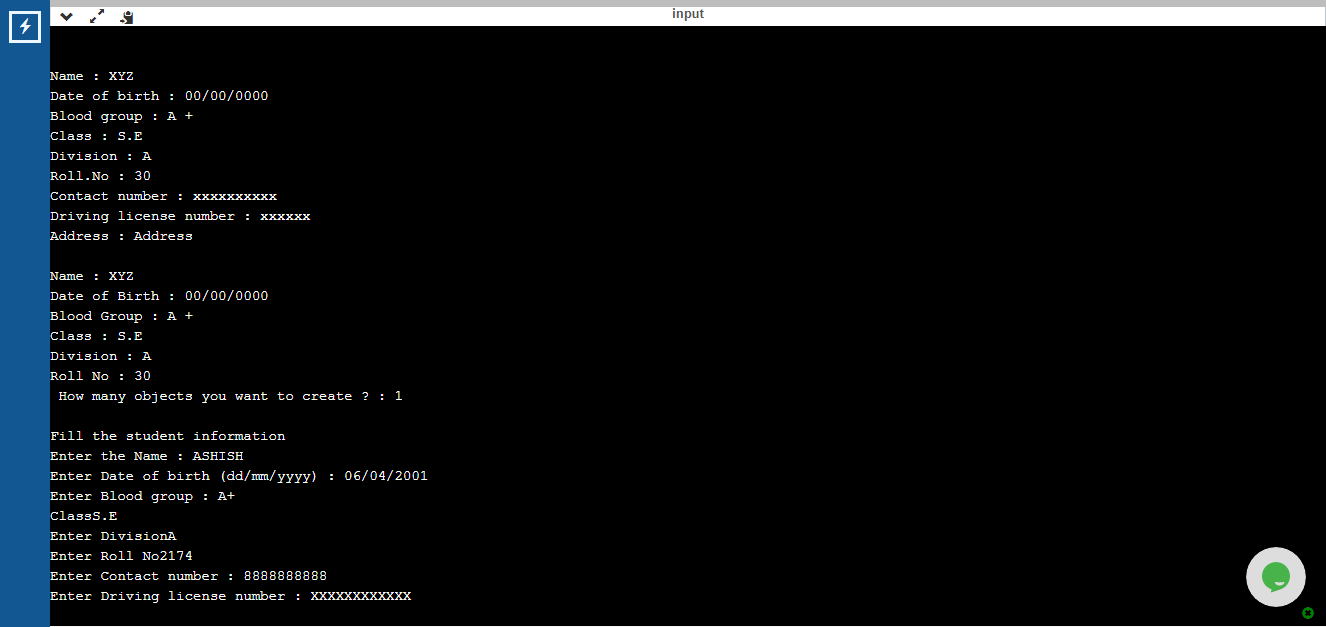 input
Name : XYZ
Date of birth : 00/00/0000
Blood group : A +
Class : S.E
Division : A
Roll.No : 30
Contact number : xxxxxxxxxx
Driving license number : xxxxxx
Address : Address
Name : XYZ
Date of Birth : 00/00/0000
Blood Group : A +
Class : S.E
Division : A
Roll No : 30
How many objects you want to create ? : 1
Fill the student information
Enter the Name : ASHISH
Enter Date of birth (dd/mm/yyyy) : 06/04/2001
Enter Blood group : A+
ClassS.E
Enter DivisionA
Enter Roll No2174
Enter Contact number : 8888888888
Enter Driving license number : XXXXXXXXXXXX